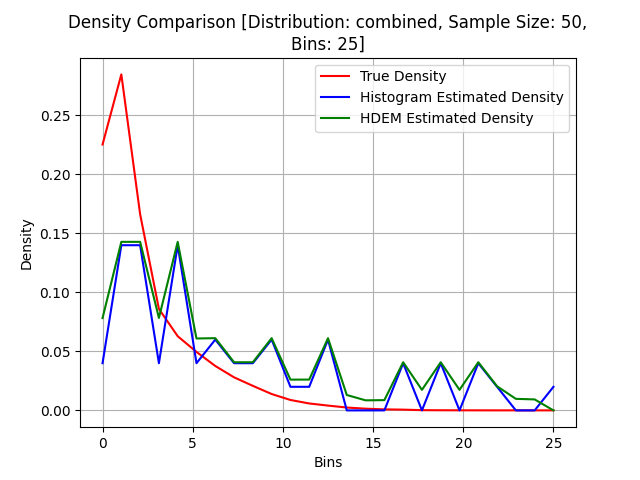 Density Comparison [Distribution: combined, Sample Size: 50,
Bins: 25]
True Density
Histogram Estimated Density
HDEM Estimated Density
Density
0.25
0.20
0.15
0.10
0.05
0.00
0 5 10 15 20 25
Bins